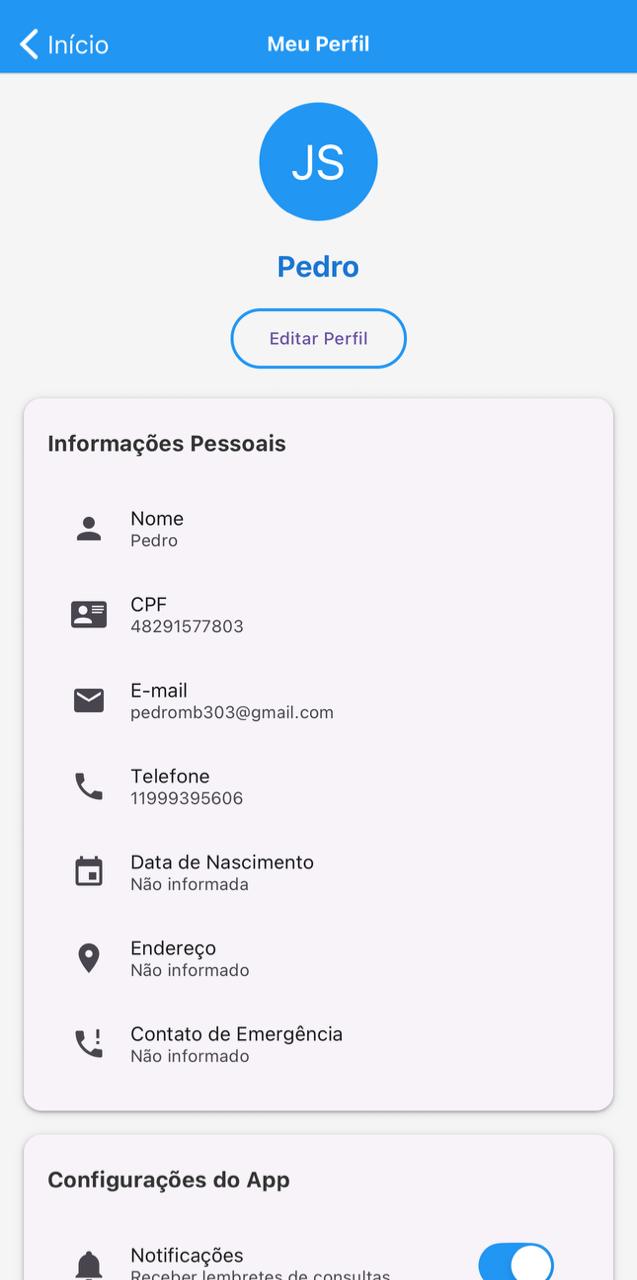 Início
Meu Perfil
JS
Pedro
Editar Perfil
Informações Pessoais
Nome
Pedro
CPF
48291577803
E-mail
pedromb303@gmail.com
Telefone
11999395606
Data de Nascimento
Não informada
Endereço
Não informado
Contato de Emergência
Não informado
Configurações do App
Notificações
Receber lembretes de consultas